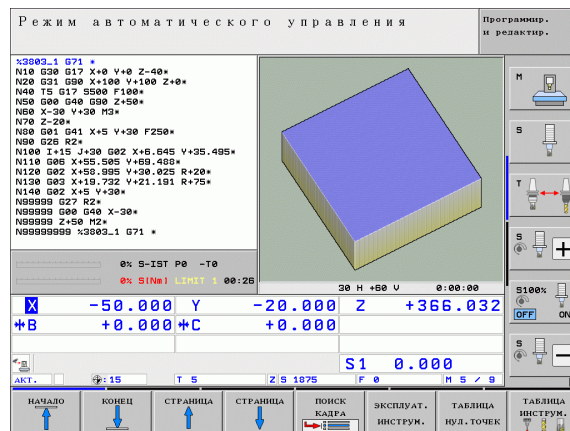 Режим автоматического управления
Программир.
и редактир.
%3803_1 G71 *
N10 G30 G17 X+0 Y+0 Z-40*
N20 G31 G90 X+100 Y+100 Z+0*
N40 T5 G17 S500 F100*
N50 G00 G40 G90 Z+50*
N60 X-30 Y+30 M3*
N70 Z-20*
N80 G01 G41 X+5 Y+30 F250*
N90 G26 R2*
N100 I+15 J+30 G02 X+6.645 Y+35.495*
N110 G06 X+55.505 Y+69.488*
N120 G02 X+58.995 Y+30.025 R+20*
N130 G03 X+19.732 Y+21.191 R+75*
N140 G02 X+5 Y+30*
N99999 G27 R2*
N99999 G00 G40 X-30*
N99999 Z+50 M2*
N99999999 %3803_1 G71 *
0% S-IST P0 -T0
0% S[Nm] LIMIT 1 00:26
30 H +60 V 0:00:00
X -50.000 Y -20.000 Z +366.032
B +0.000 C +0.000
S1 0.000
АКТ. : 15 T 5 Z S 1875 F 0 M 5 / 9
M
S
T
S +
S100%
OFF ON
S –
НАЧАЛО
КОНЕЦ
СТРАНИЦА
СТРАНИЦА
ПОИСК
КАДРА
ЭКСПЛУАТ.
ИНСТРУМ.
ТАБЛИЦА
НУЛ.ТОЧЕК
ТАБЛИЦА
ИНСТРУМ.